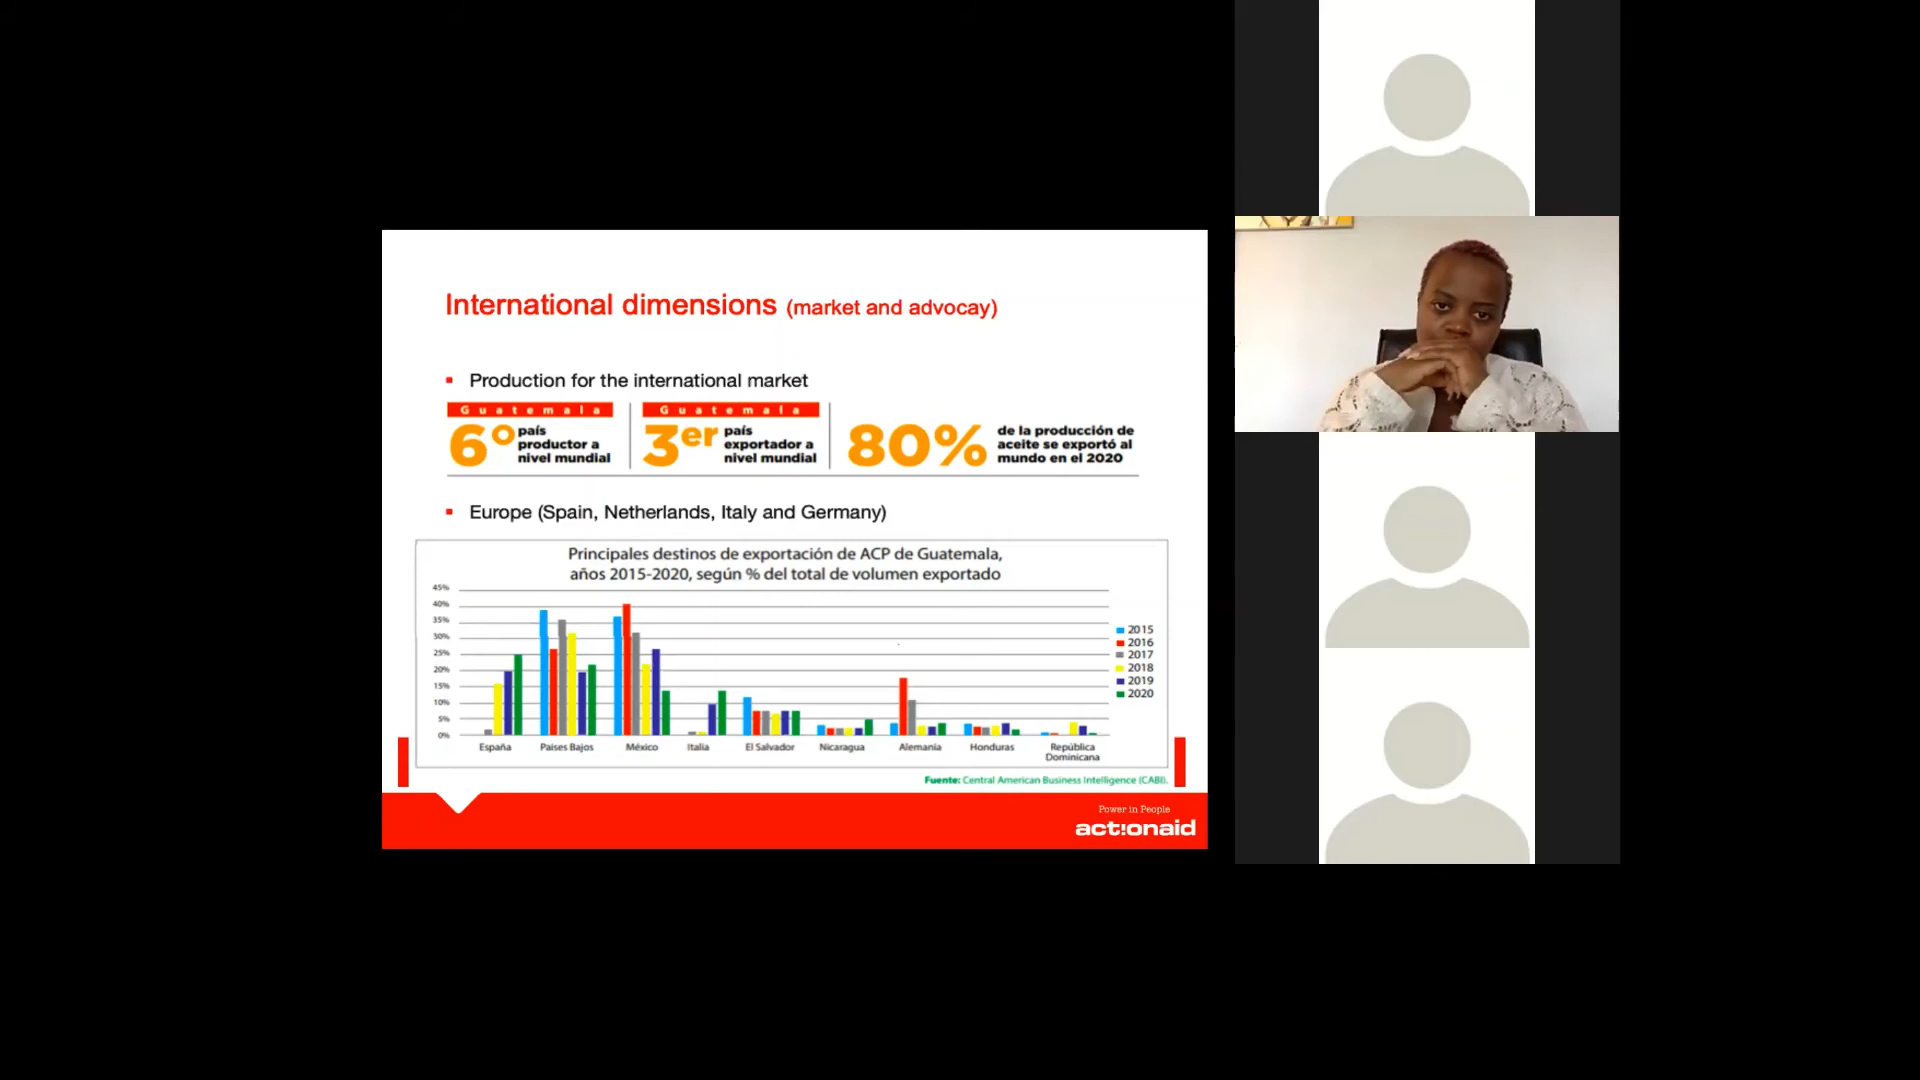 International dimensions (market and advocay)
Production for the international market
Guatemala
6º país
productor a
nivel mundial
Guatemala
3er país
exportador a
nivel mundial
80% de la producción de
aceite se exportó al
mundo en el 2020
Europe (Spain, Netherlands, Italy and Germany)
Principales destinos de exportación de ACP de Guatemala,
años 2015-2020, según % del total de volumen exportado
45%
40%
35%
30%
25%
20%
15%
10%
5%
0%
2015
2016
2017
2018
2019
2020
España Paises Bajos México Italia El Salvador Nicaragua Alemania Honduras República
Dominicana
Fuente: Central American Business Intelligence (CABI).
Power in People
act!onaid